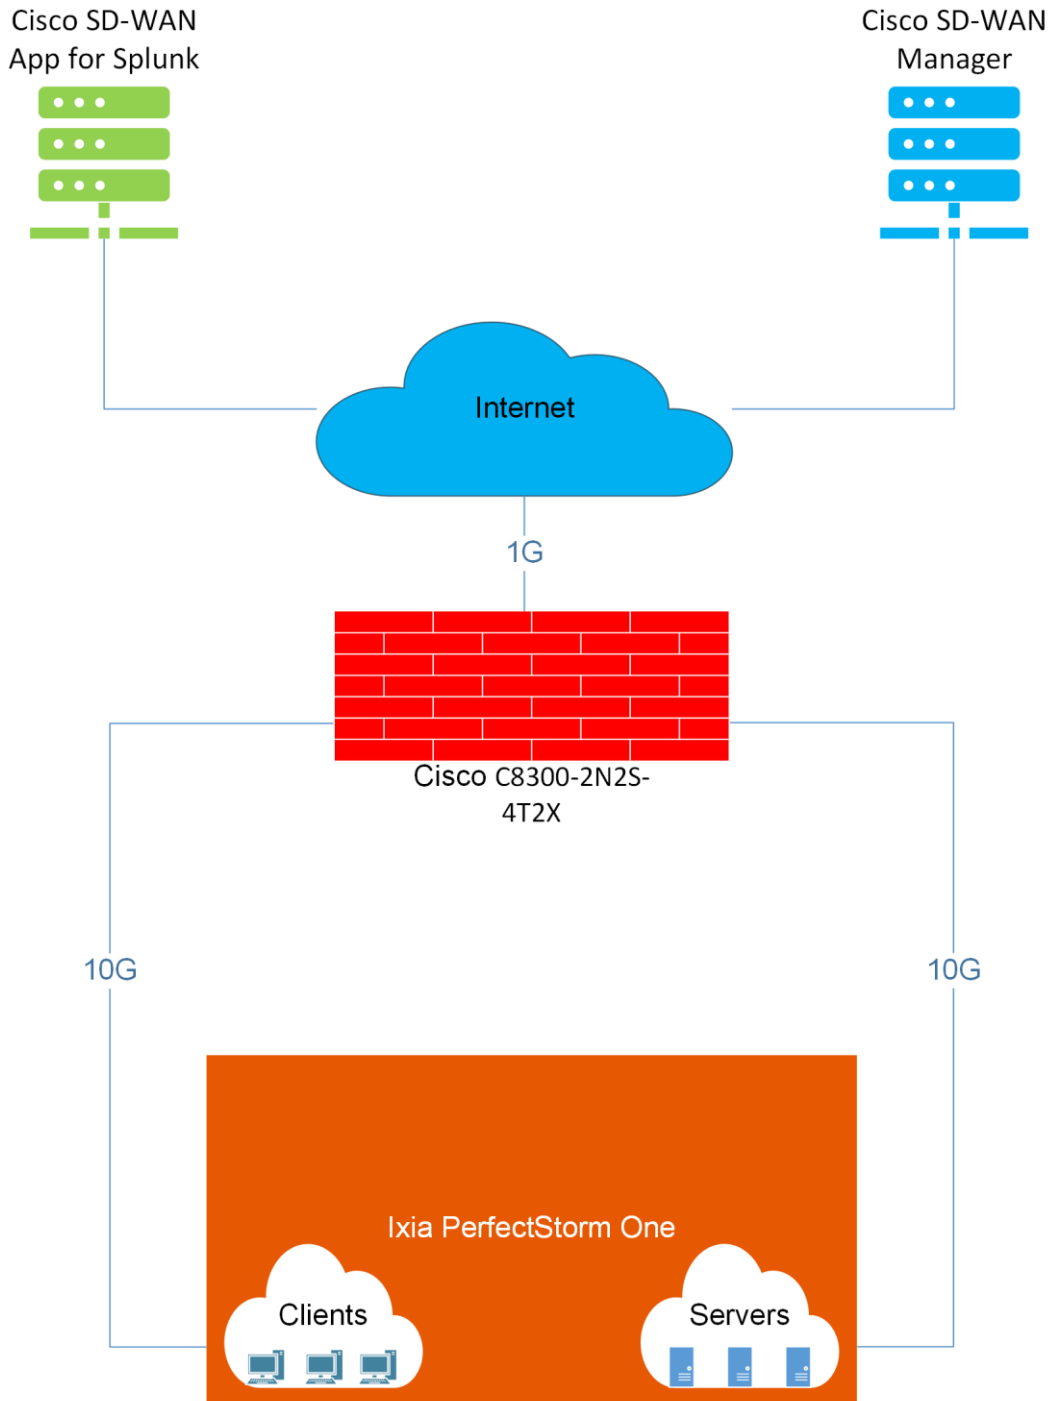 Cisco SD-WAN
App for Splunk
Cisco SD-WAN
Manager
Internet
1G
Cisco C8300-2N2S-
4T2X
10G
10G
Ixia PerfectStorm One
Clients
Servers